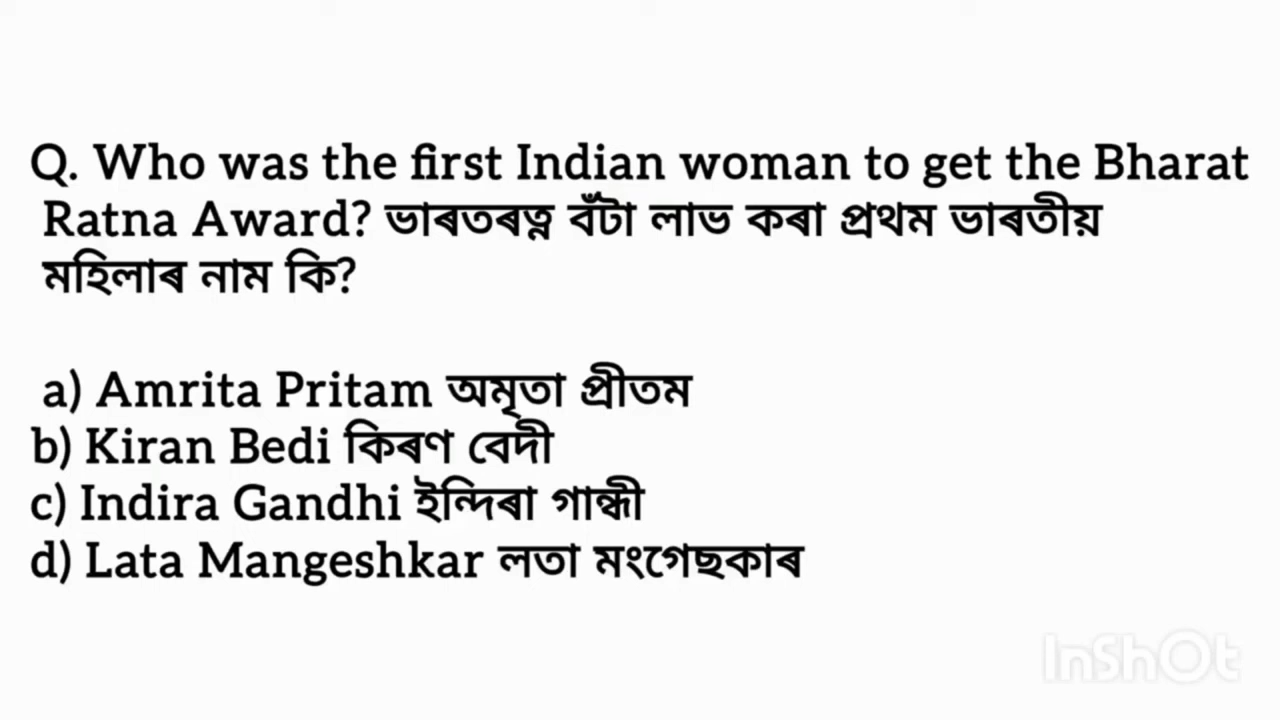 Q. Who was the first Indian woman to get the Bharat
Ratna Award? ভাৰতৰত্ন বঁটা লাভ কৰা প্ৰথম ভাৰতীয়
মহিলাৰ নাম কি?
a) Amrita Pritam অমৃতা প্ৰীতম
b) Kiran Bedi কিৰণ বেদী
c) Indira Gandhi ইন্দিৰা গান্ধী
d) Lata Mangeshkar লতা মংগেছকাৰ
InShOt